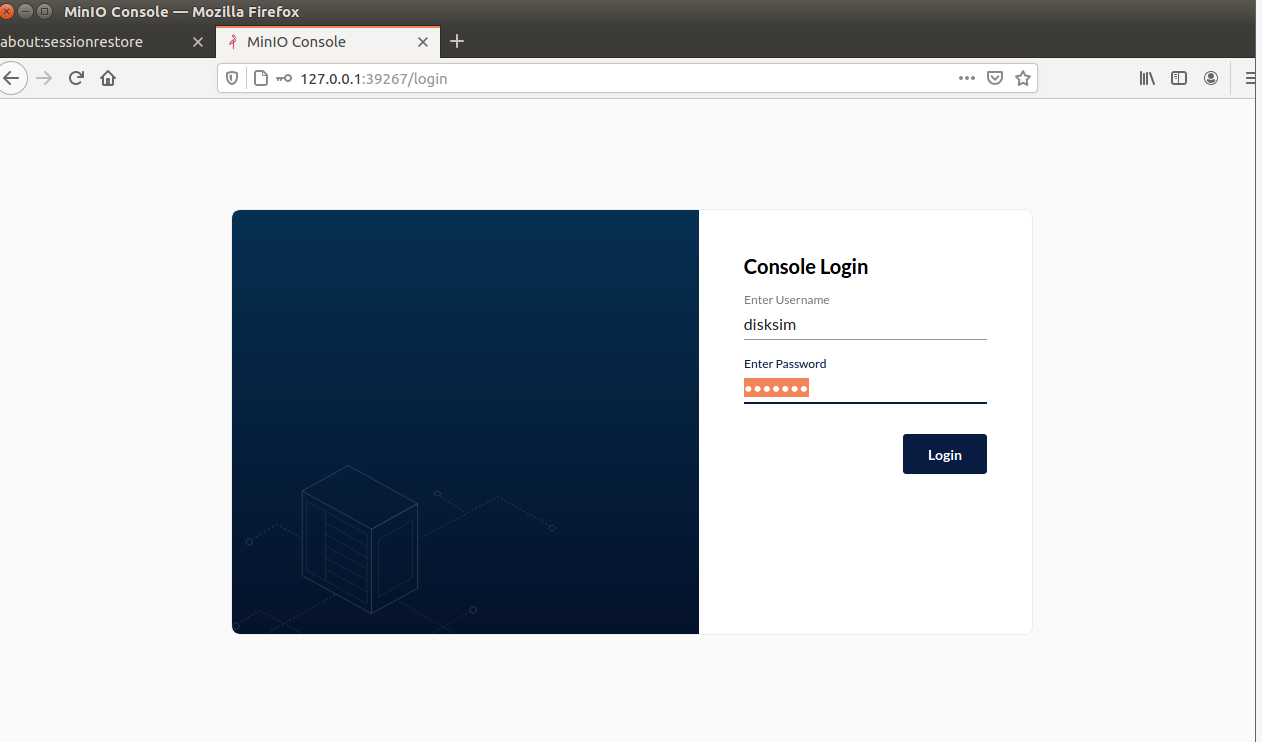 MinIO Console — Mozilla Firefox
about:sessionrestore
MinIO Console
127.0.0.1:39267/login
Console Login
Enter Username
disksim
Enter Password
•••••••
Login